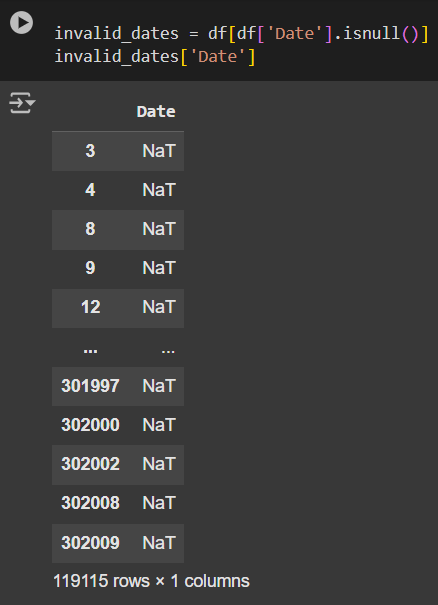 invalid_dates = df[df['Date'].isnull()]
invalid_dates['Date']
Date
3 NaT
4 NaT
8 NaT
9 NaT
12 NaT
... ...
301997 NaT
302000 NaT
302002 NaT
302008 NaT
302009 NaT
119115 rows × 1 columns